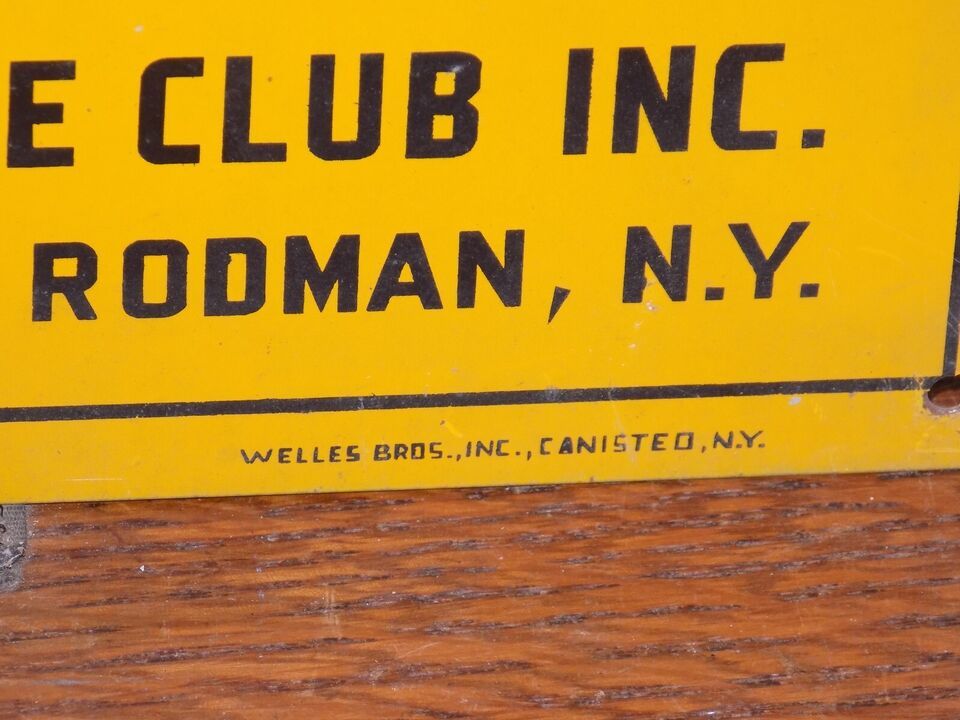 E CLUB INC.
RODMAN, N.Y.
WELLES BROS., INC., CANISTEO, N.Y.